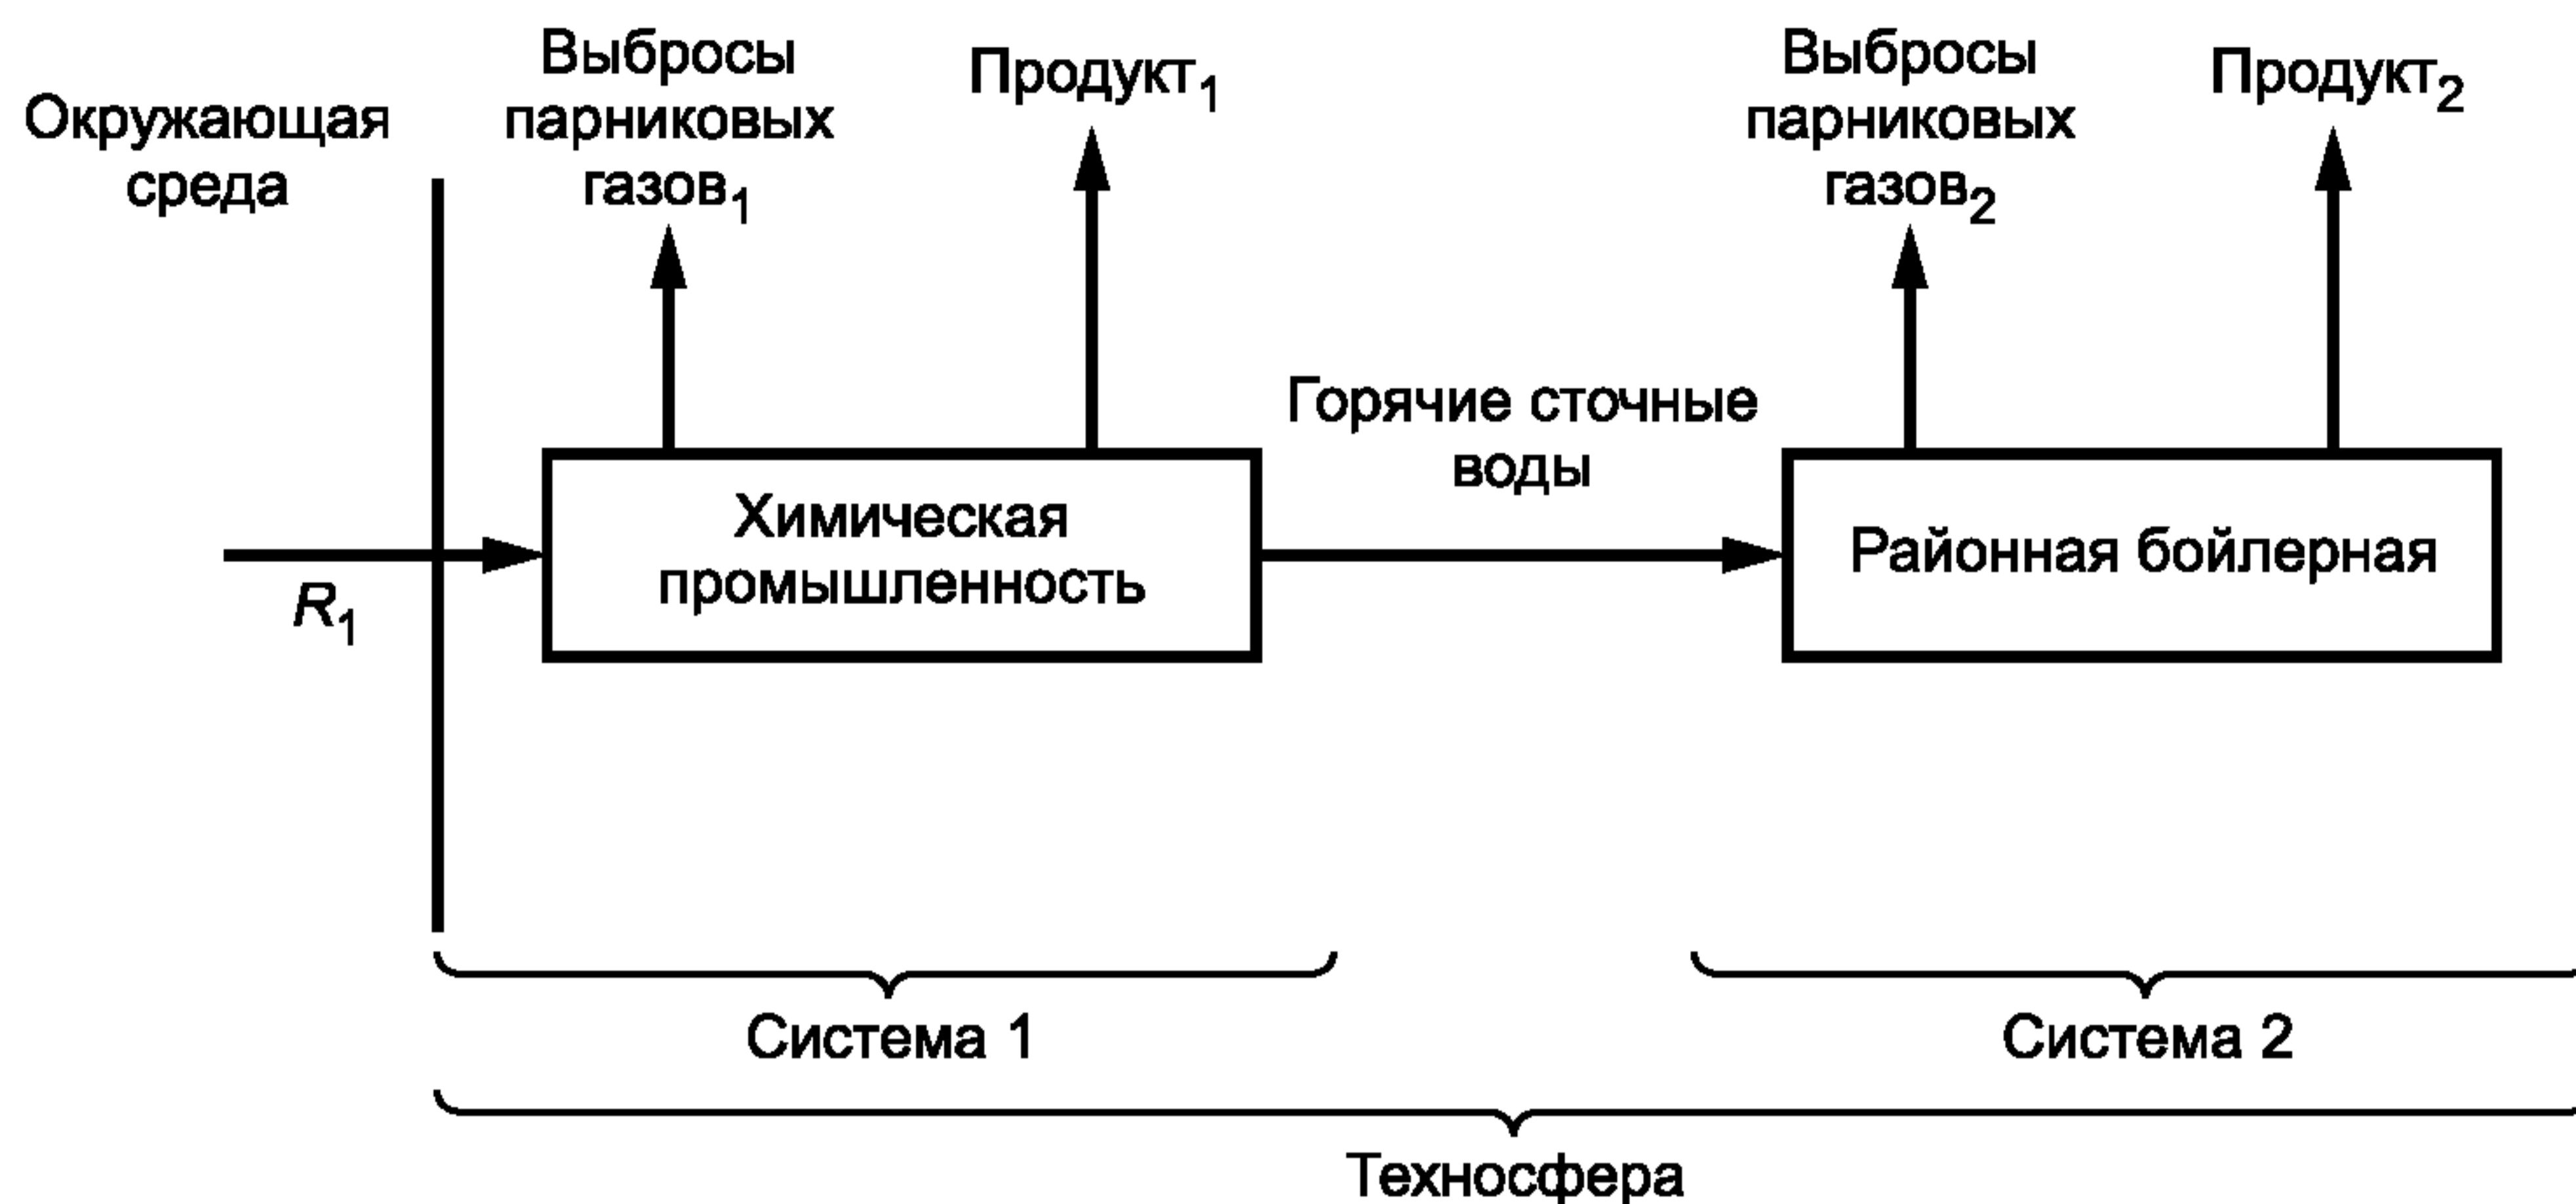 Окружающая
среда
Выбросы
парниковых
газов₁
Продукт₁
Выбросы
парниковых
газов₂
Продукт₂
R₁
Химическая
промышленность
Горячие сточные
воды
Районная бойлерная
Система 1
Система 2
Техносфера